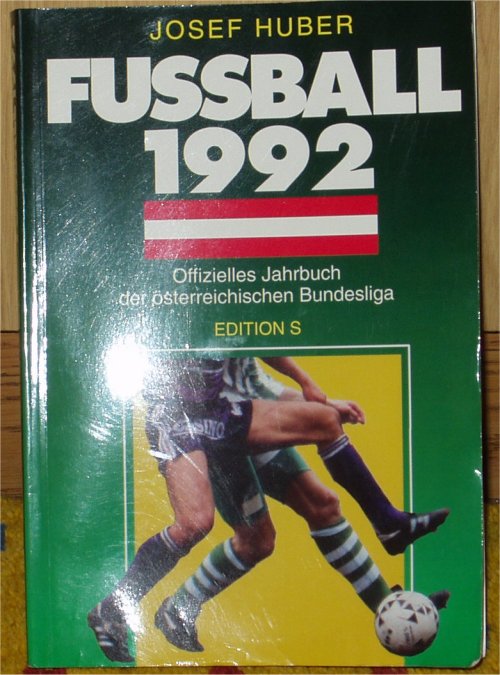 JOSEF HUBER
FUSSBALL
1992
Offizielles Jahrbuch
der österreichischen Bundesliga
EDITION S